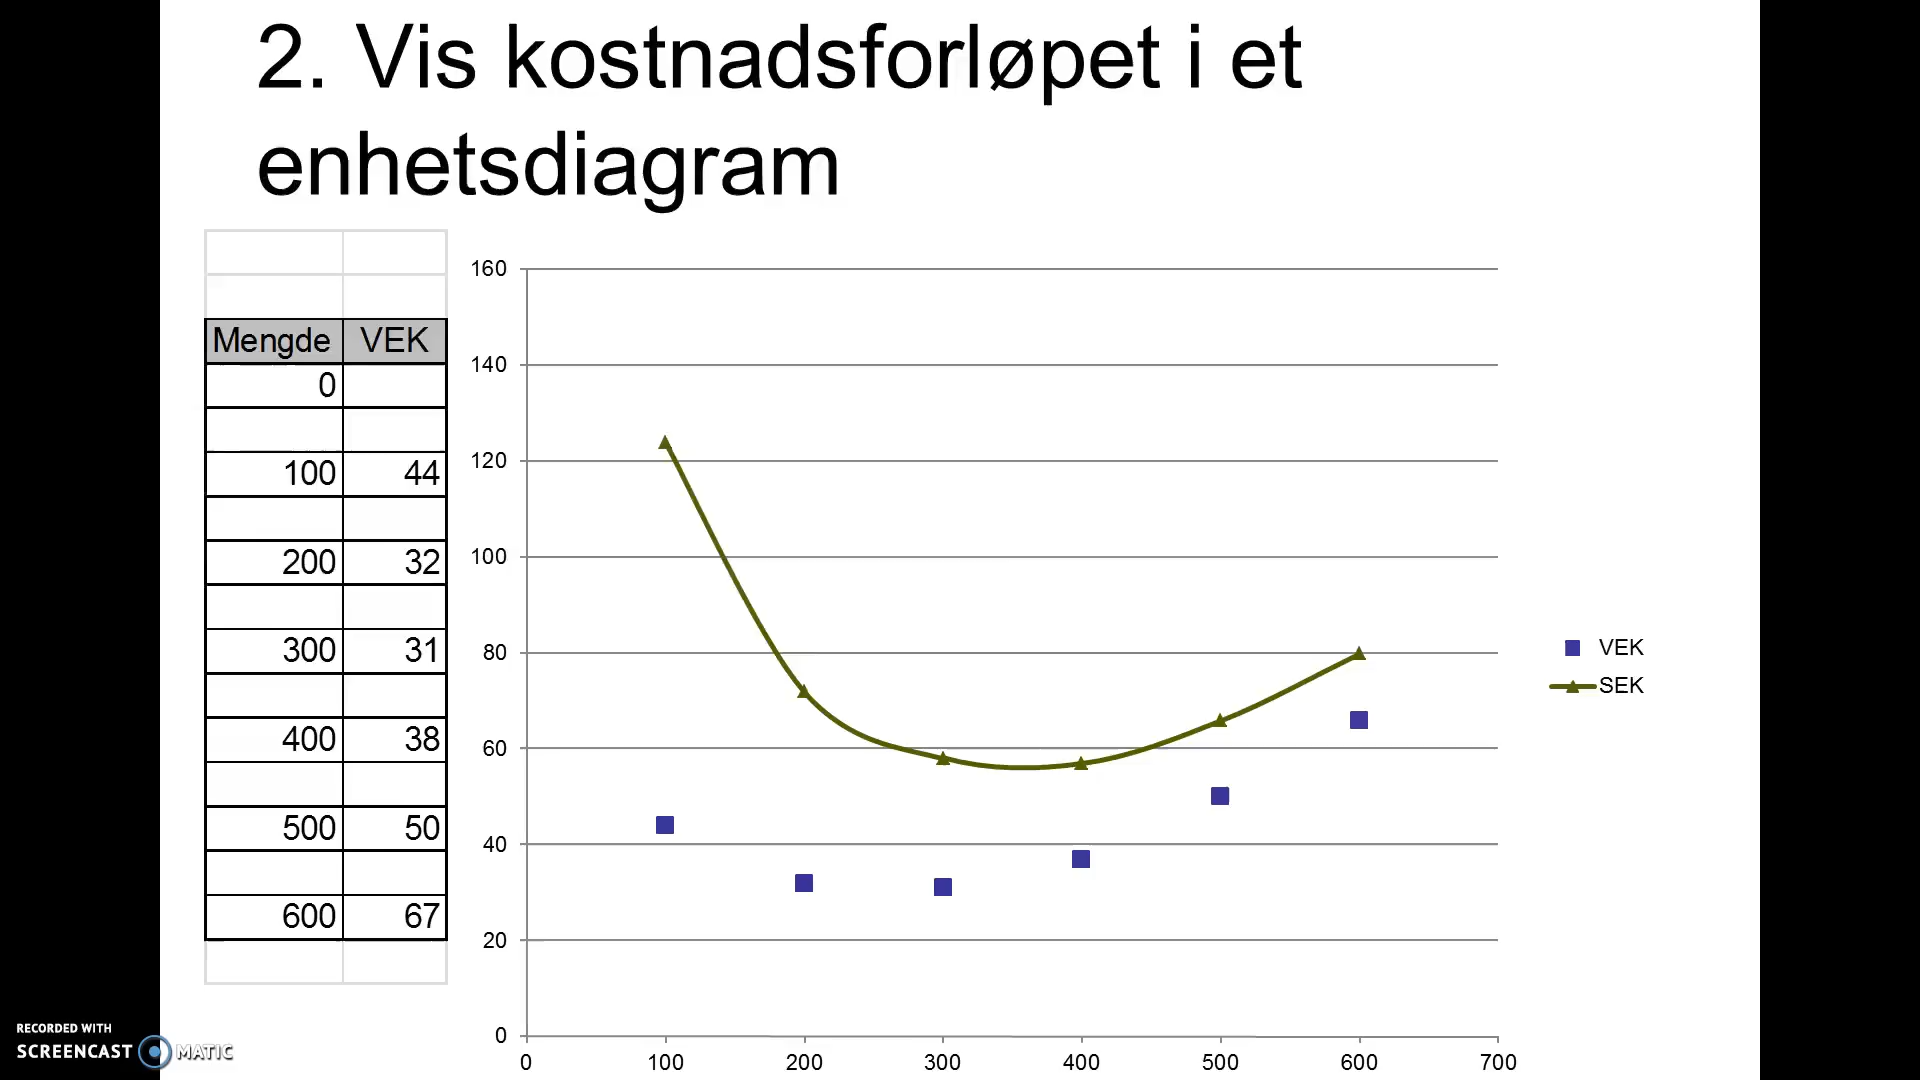 2. Vis kostnadsforløpet i et
enhetsdiagram
Mengde VEK
0
100 44
200 32
300 31
400 38
500 50
600 67
160
140
120
100
80
60
40
20
0
0 100 200 300 400 500 600 700
VEK
SEK
RECORDED WITH
SCREENCAST MATIC